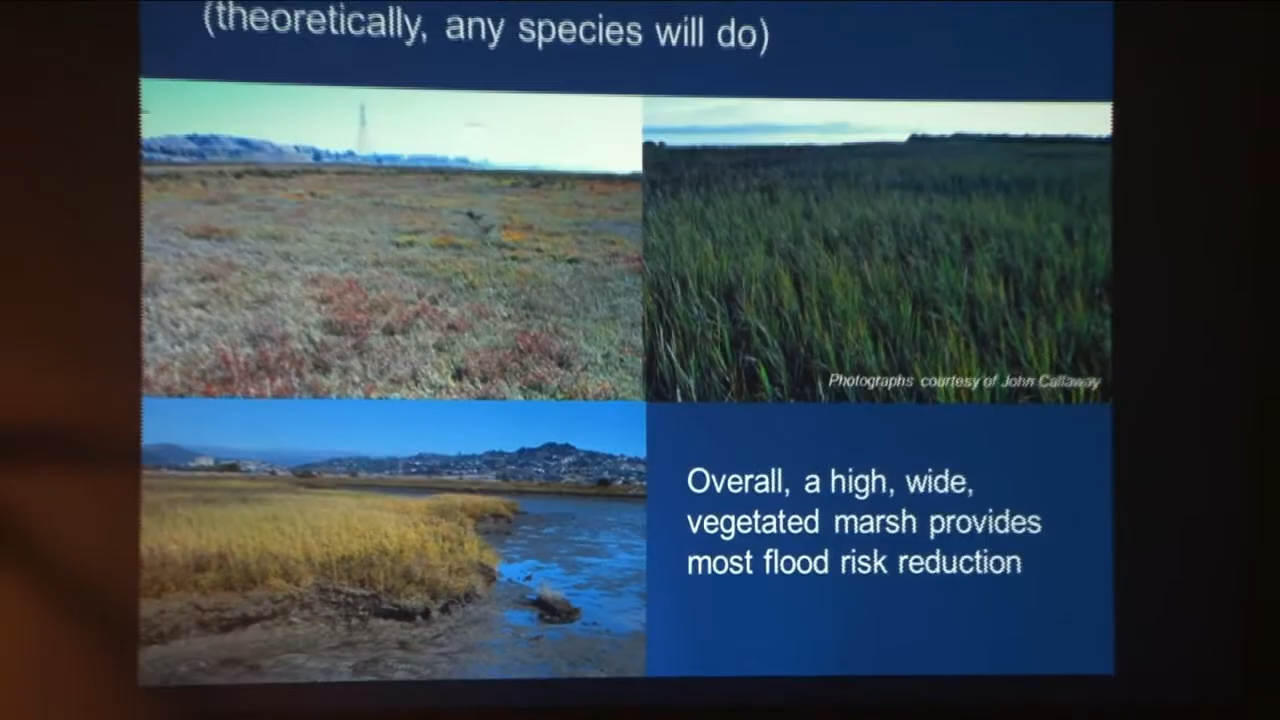 (theoretically, any species will do)
Photographs courtesy of John Callaway
Overall, a high, wide,
vegetated marsh provides
most flood risk reduction